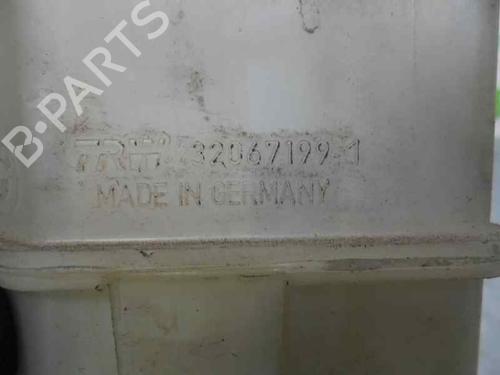 B-PARTS
TRW 32067199-1
MADE IN GERMANY